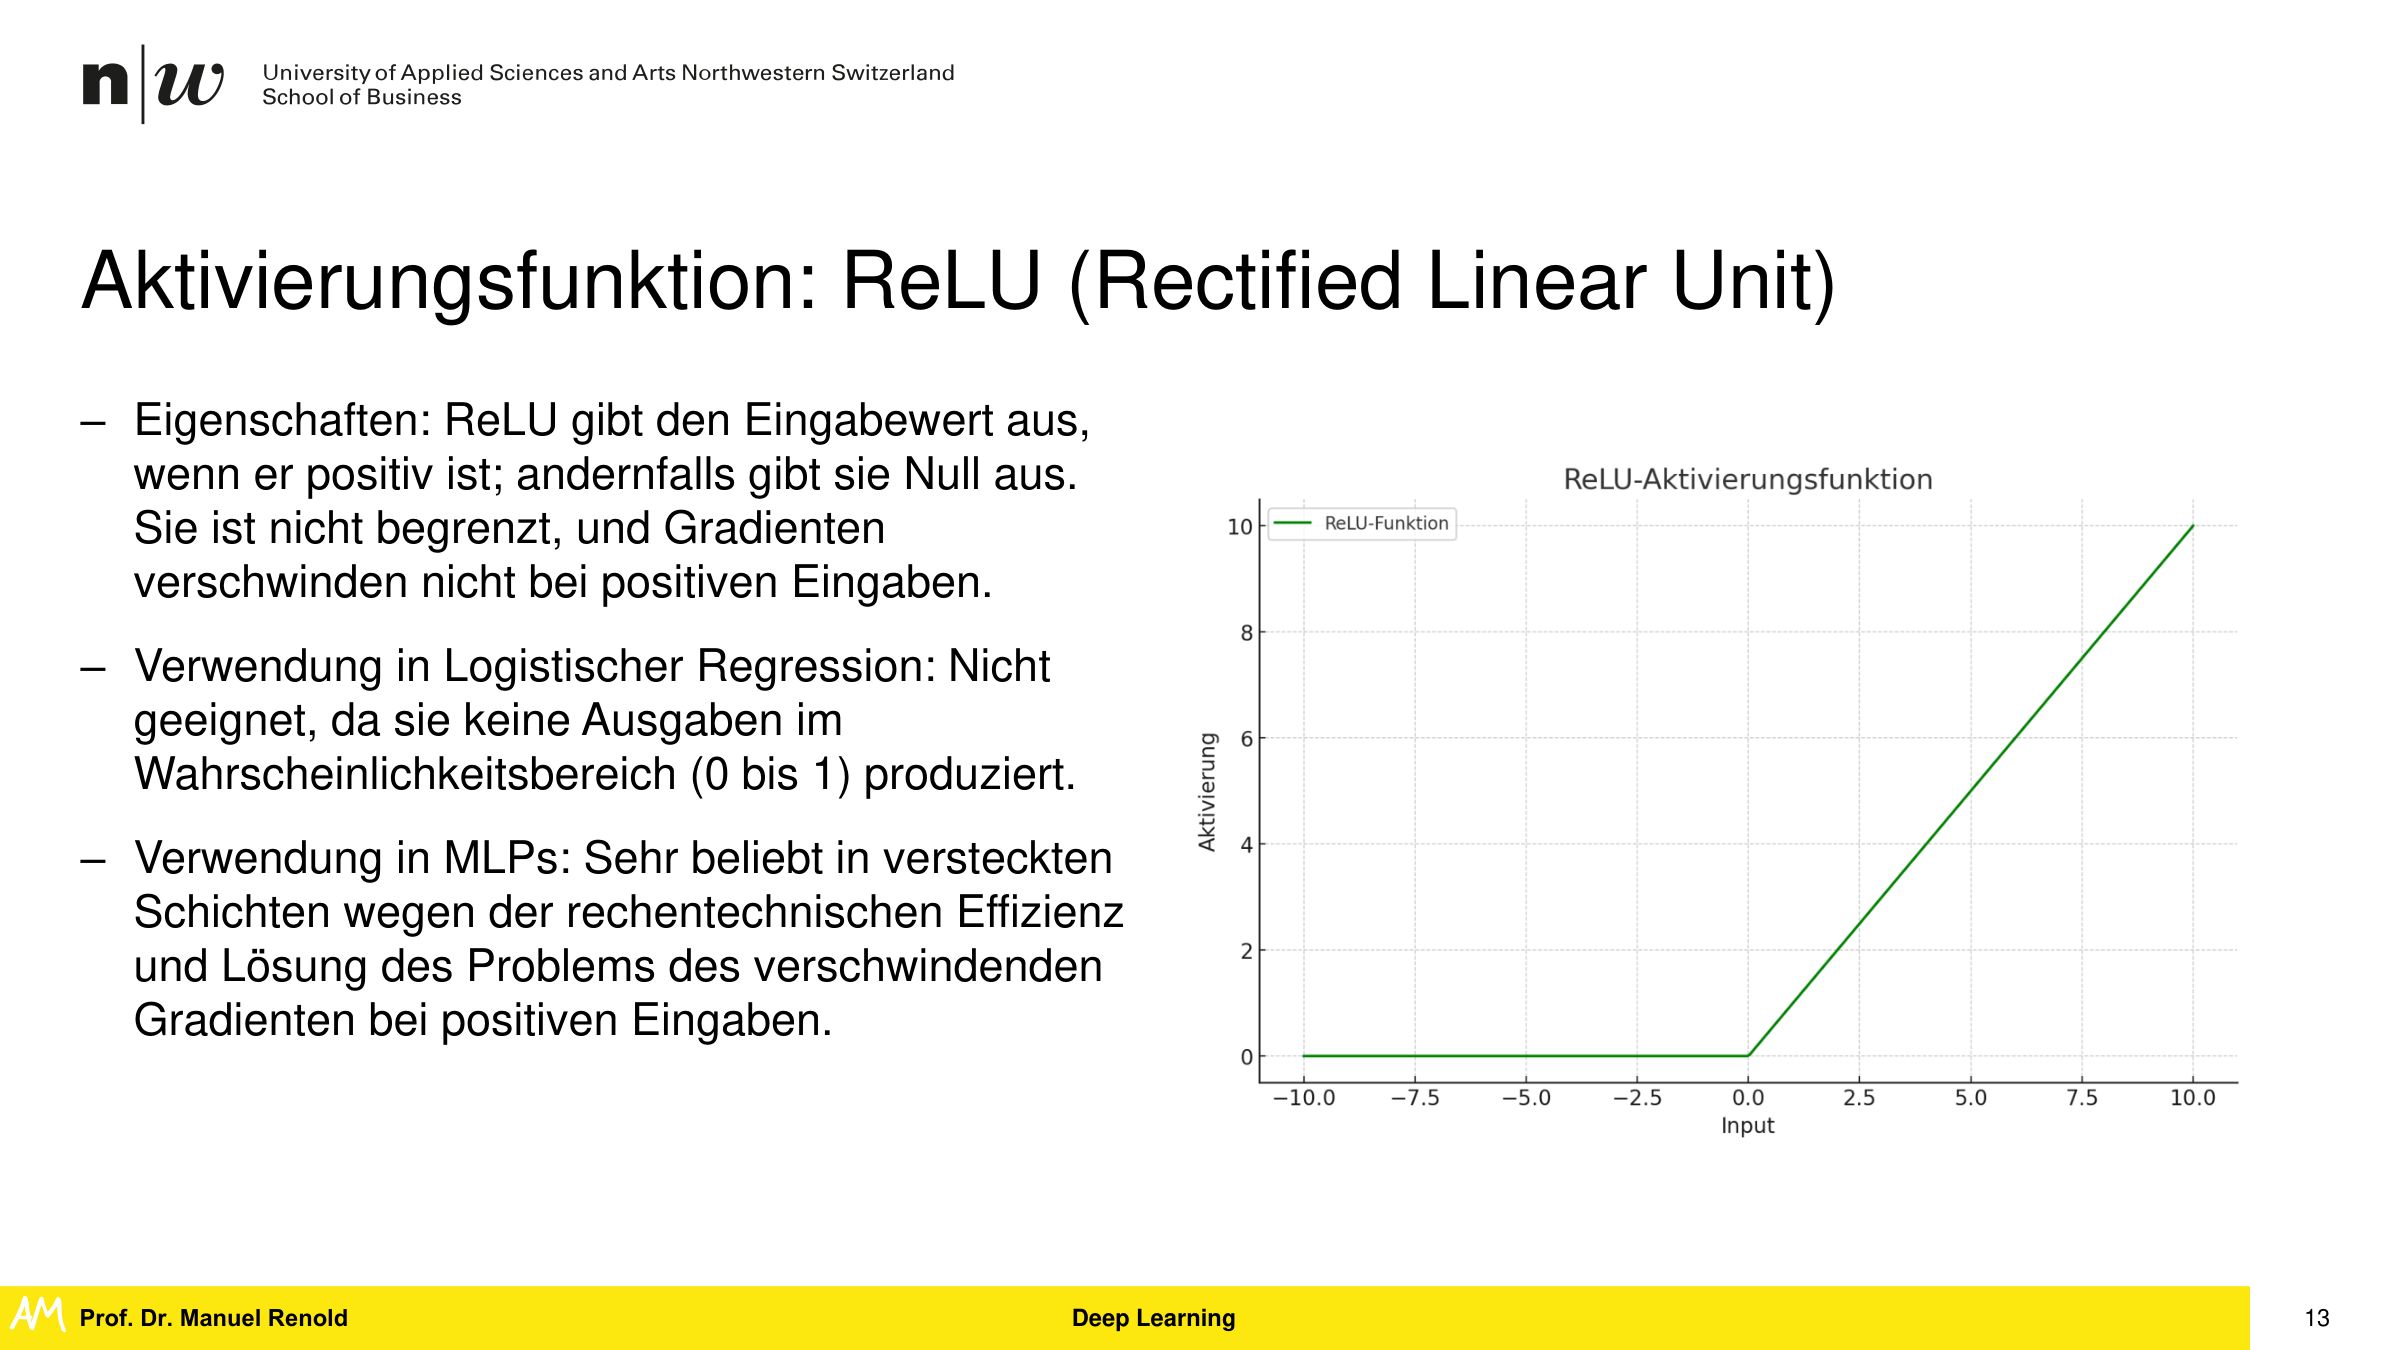 n|w University of Applied Sciences and Arts Northwestern Switzerland
School of Business
Aktivierungsfunktion: ReLU (Rectified Linear Unit)
– Eigenschaften: ReLU gibt den Eingabewert aus,
wenn er positiv ist; andernfalls gibt sie Null aus.
Sie ist nicht begrenzt, und Gradienten
verschwinden nicht bei positiven Eingaben.
– Verwendung in Logistischer Regression: Nicht
geeignet, da sie keine Ausgaben im
Wahrscheinlichkeitsbereich (0 bis 1) produziert.
– Verwendung in MLPs: Sehr beliebt in versteckten
Schichten wegen der rechentechnischen Effizienz
und Lösung des Problems des verschwindenden
Gradienten bei positiven Eingaben.
ReLU-Aktivierungsfunktion
ReLU-Funktion
10
8
6
4
2
0
Aktivierung
−10.0 −7.5 −5.0 −2.5 0.0 2.5 5.0 7.5 10.0
Input
AM Prof. Dr. Manuel Renold Deep Learning 13